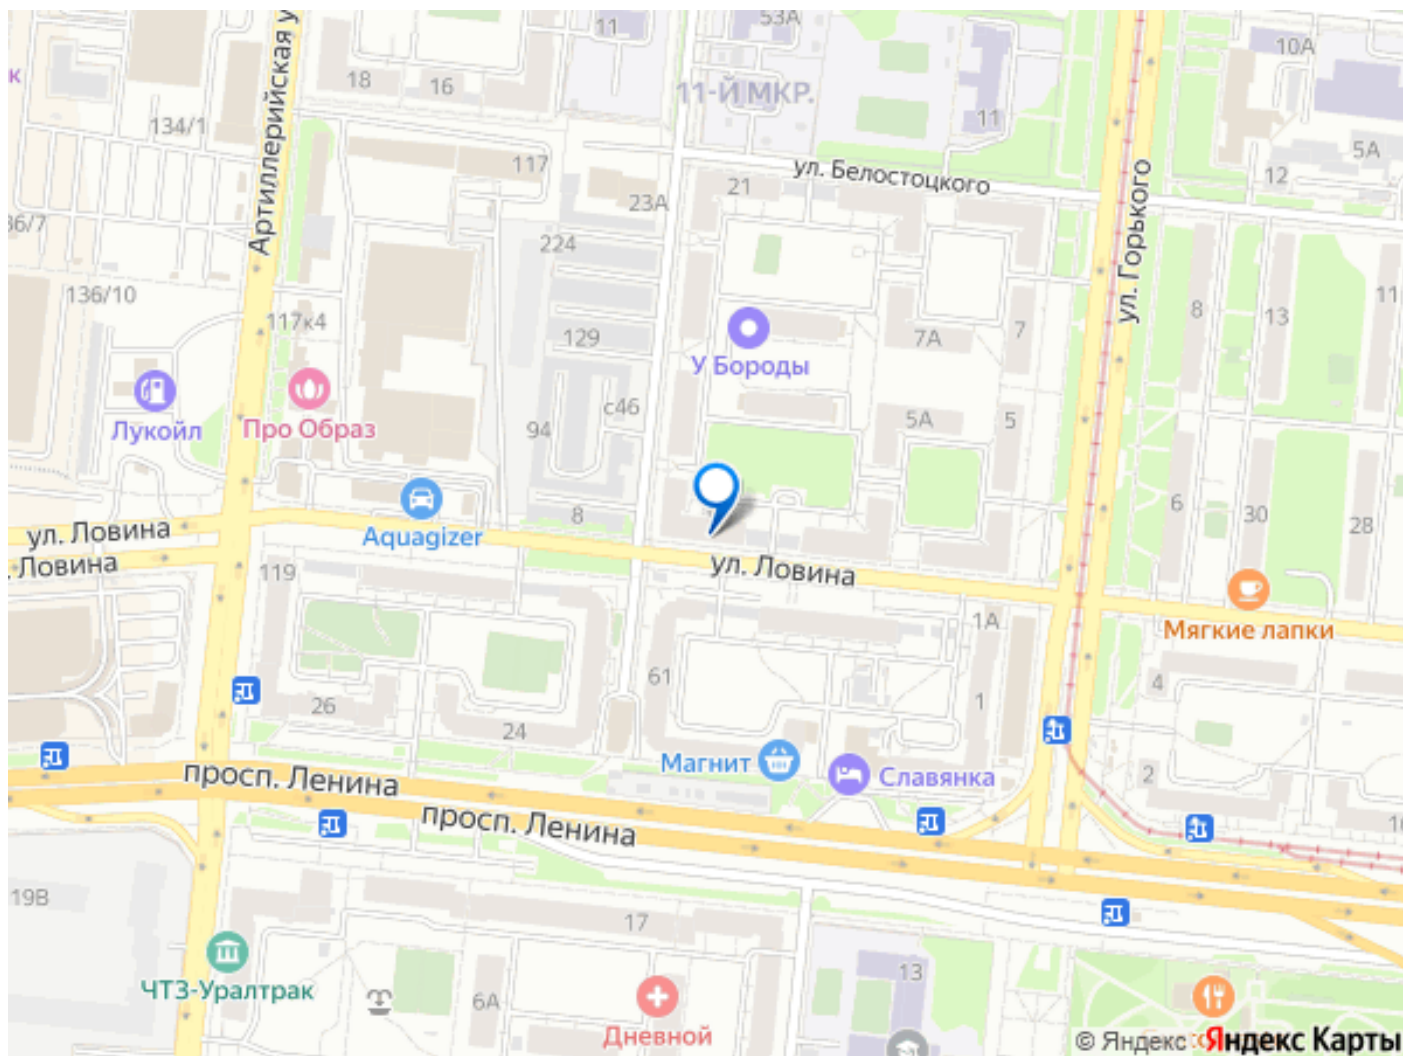 11
53А
10А
к
18
16
11-Й МКР.
11
134/1
Артиллерийская у
117
ул. Белостоцкого
5А
12
21
23А
36/7
224
ул. Горького
136/10
117к4
129
7А
7
8
13
11
У Бороды
Лукойл
Про Образ
с46
94
5А
5
6
30
28
8
Aquagizer
ул. Ловина
. Ловина
ул. Ловина
119
1А
Мягкие лапки
61
4
26
24
1
Магнит
Славянка
2
просп. Ленина
просп. Ленина
19В
17
13
ЧТЗ-Уралтрак
6А
Дневной
© Яндекс
Яндекс Карты